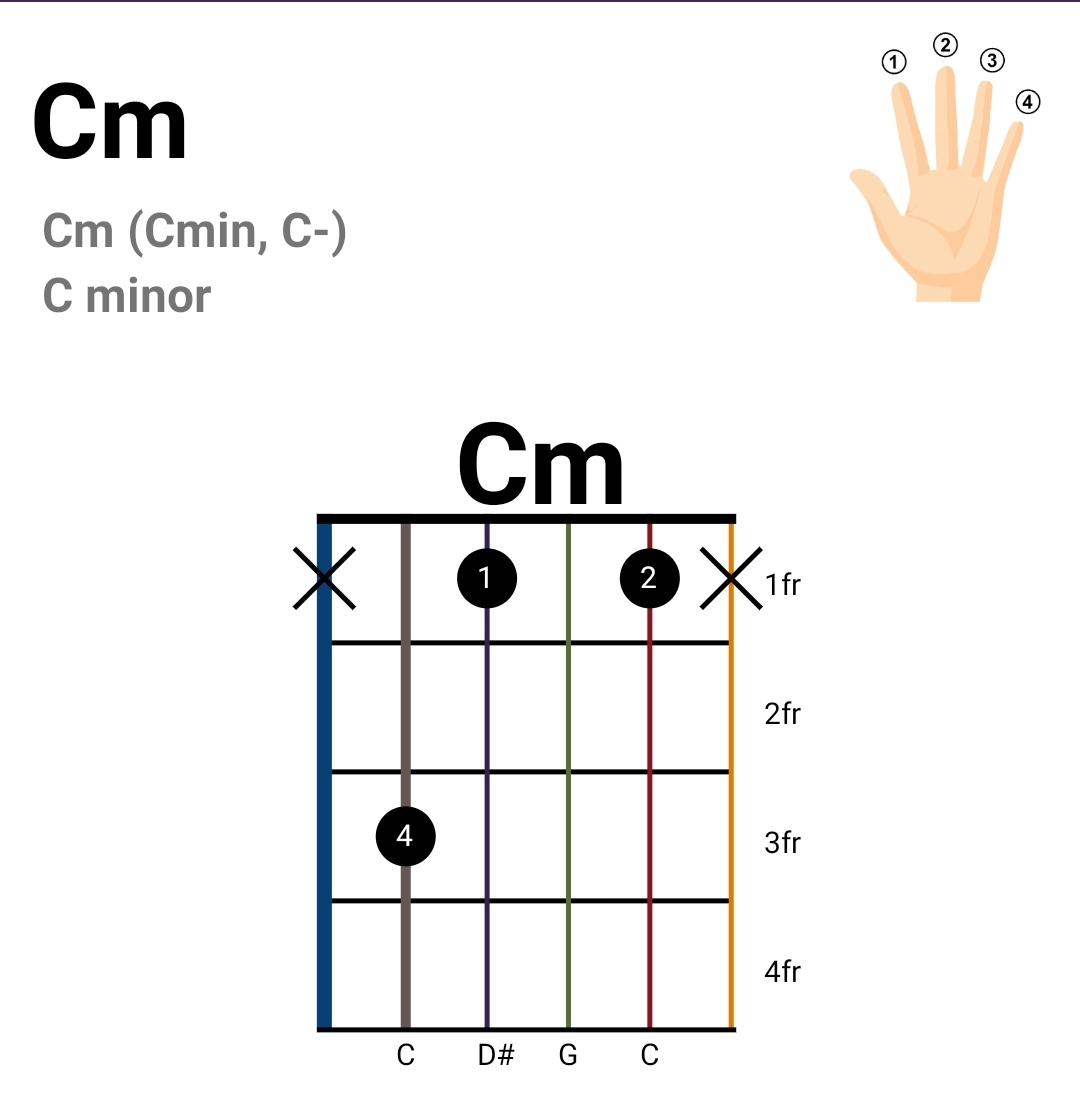 ① ② ③ ④
Cm
Cm (Cmin, C-)
C minor
Cm
1 2 1fr
2fr
4 3fr
4fr
C D# G C